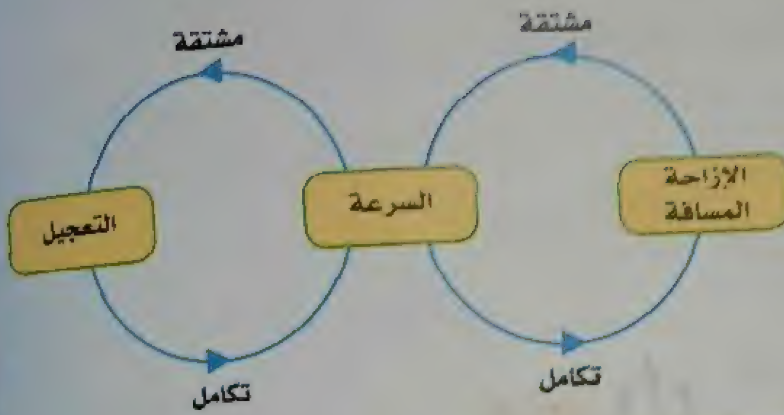 مشتقة
مشتقة
الإزاحة
المسافة
السرعة
التعجيل
تكامل
تكامل